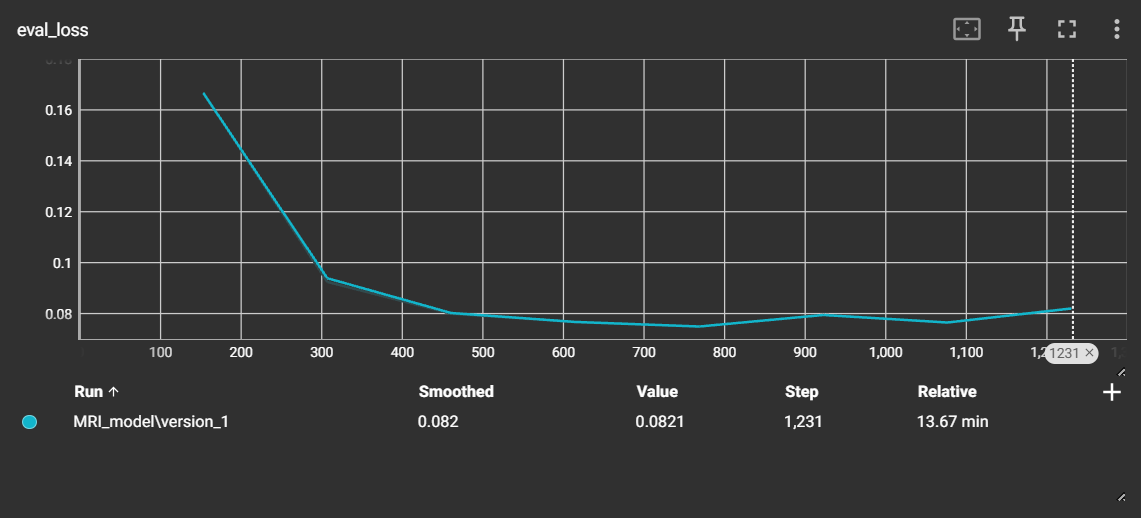 eval_loss
0.16
0.14
0.12
0.1
0.08
100 200 300 400 500 600 700 800 900 1,000 1,100 1,2 1231 ×
Run ↑ Smoothed Value Step Relative
MRI_model\version_1 0.082 0.0821 1,231 13.67 min